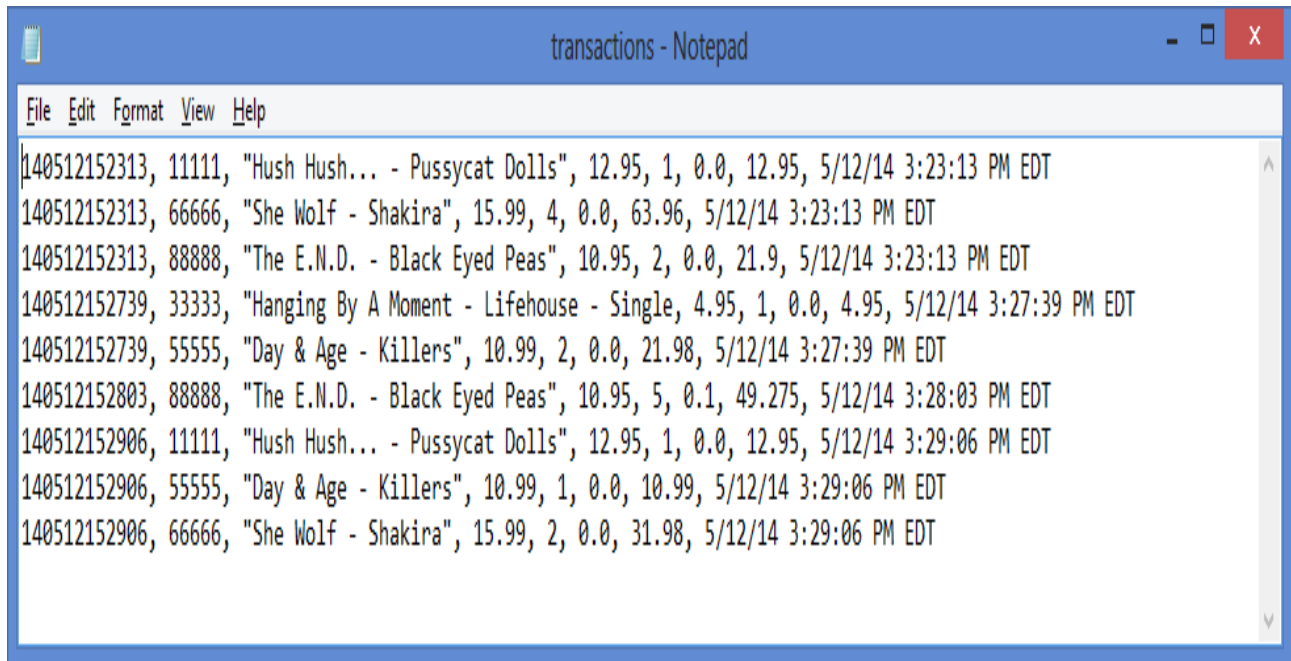 transactions - Notepad
X
File Edit Format View Help
140512152313, 11111, "Hush Hush... - Pussycat Dolls", 12.95, 1, 0.0, 12.95, 5/12/14 3:23:13 PM EDT
140512152313, 66666, "She Wolf - Shakira", 15.99, 4, 0.0, 63.96, 5/12/14 3:23:13 PM EDT
140512152313, 88888, "The E.N.D. - Black Eyed Peas", 10.95, 2, 0.0, 21.9, 5/12/14 3:23:13 PM EDT
140512152739, 33333, "Hanging By A Moment - Lifehouse - Single, 4.95, 1, 0.0, 4.95, 5/12/14 3:27:39 PM EDT
140512152739, 55555, "Day & Age - Killers", 10.99, 2, 0.0, 21.98, 5/12/14 3:27:39 PM EDT
140512152803, 88888, "The E.N.D. - Black Eyed Peas", 10.95, 5, 0.1, 49.275, 5/12/14 3:28:03 PM EDT
140512152906, 11111, "Hush Hush... - Pussycat Dolls", 12.95, 1, 0.0, 12.95, 5/12/14 3:29:06 PM EDT
140512152906, 55555, "Day & Age - Killers", 10.99, 1, 0.0, 10.99, 5/12/14 3:29:06 PM EDT
140512152906, 66666, "She Wolf - Shakira", 15.99, 2, 0.0, 31.98, 5/12/14 3:29:06 PM EDT